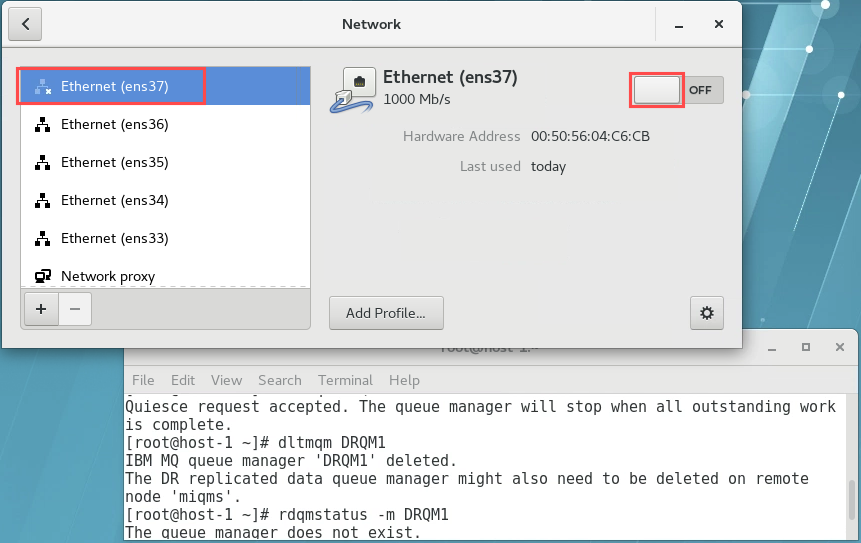 Network
Ethernet (ens37)
Ethernet (ens36)
Ethernet (ens35)
Ethernet (ens34)
Ethernet (ens33)
Network proxy
Ethernet (ens37)
1000 Mb/s
OFF
Hardware Address 00:50:56:04:C6:CB
Last used today
Add Profile...
root@host-1:~
File Edit View Search Terminal Help
Quiesce request accepted. The queue manager will stop when all outstanding work
is complete.
[root@host-1 ~]# dltmqm DRQM1
IBM MQ queue manager 'DRQM1' deleted.
The DR replicated data queue manager might also need to be deleted on remote
node 'miqms'.
[root@host-1 ~]# rdqmstatus -m DRQM1
The queue manager does not exist.